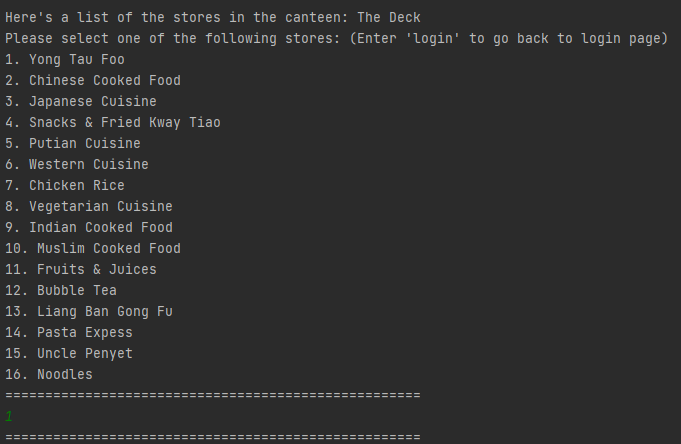 Here's a list of the stores in the canteen: The Deck
Please select one of the following stores: (Enter 'login' to go back to login page)
1. Yong Tau Foo
2. Chinese Cooked Food
3. Japanese Cuisine
4. Snacks & Fried Kway Tiao
5. Putian Cuisine
6. Western Cuisine
7. Chicken Rice
8. Vegetarian Cuisine
9. Indian Cooked Food
10. Muslim Cooked Food
11. Fruits & Juices
12. Bubble Tea
13. Liang Ban Gong Fu
14. Pasta Expess
15. Uncle Penyet
16. Noodles
====================================================
1
====================================================